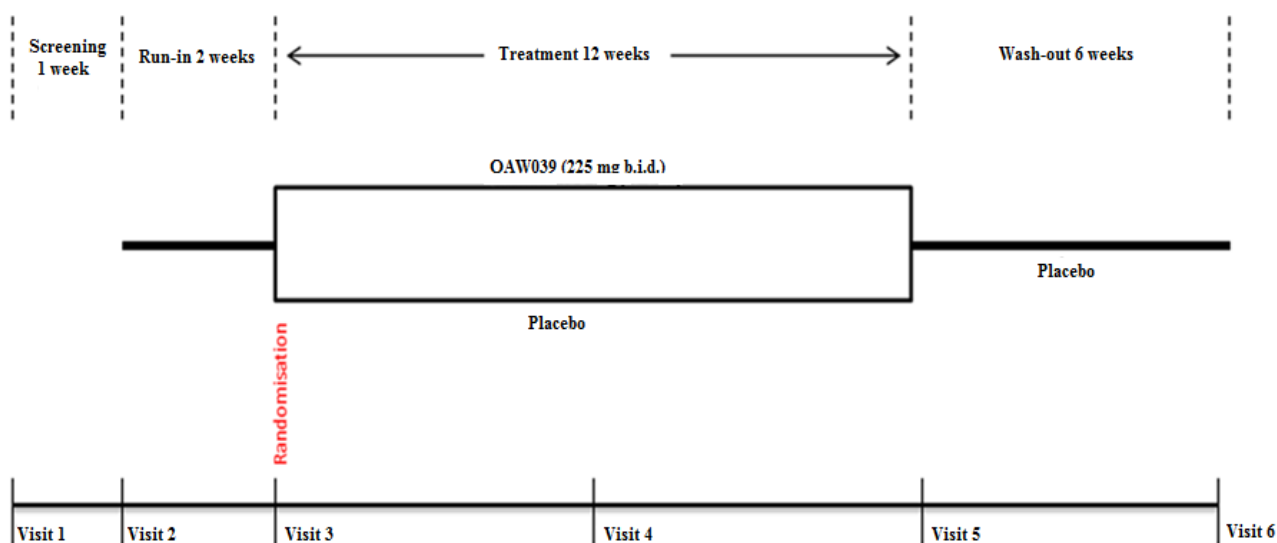 Screening
1 week
Run-in 2 weeks
Treatment 12 weeks
Wash-out 6 weeks
QAW039 (225 mg b.i.d.)
Placebo
Placebo
Randomisation
Visit 1
Visit 2
Visit 3
Visit 4
Visit 5
Visit 6